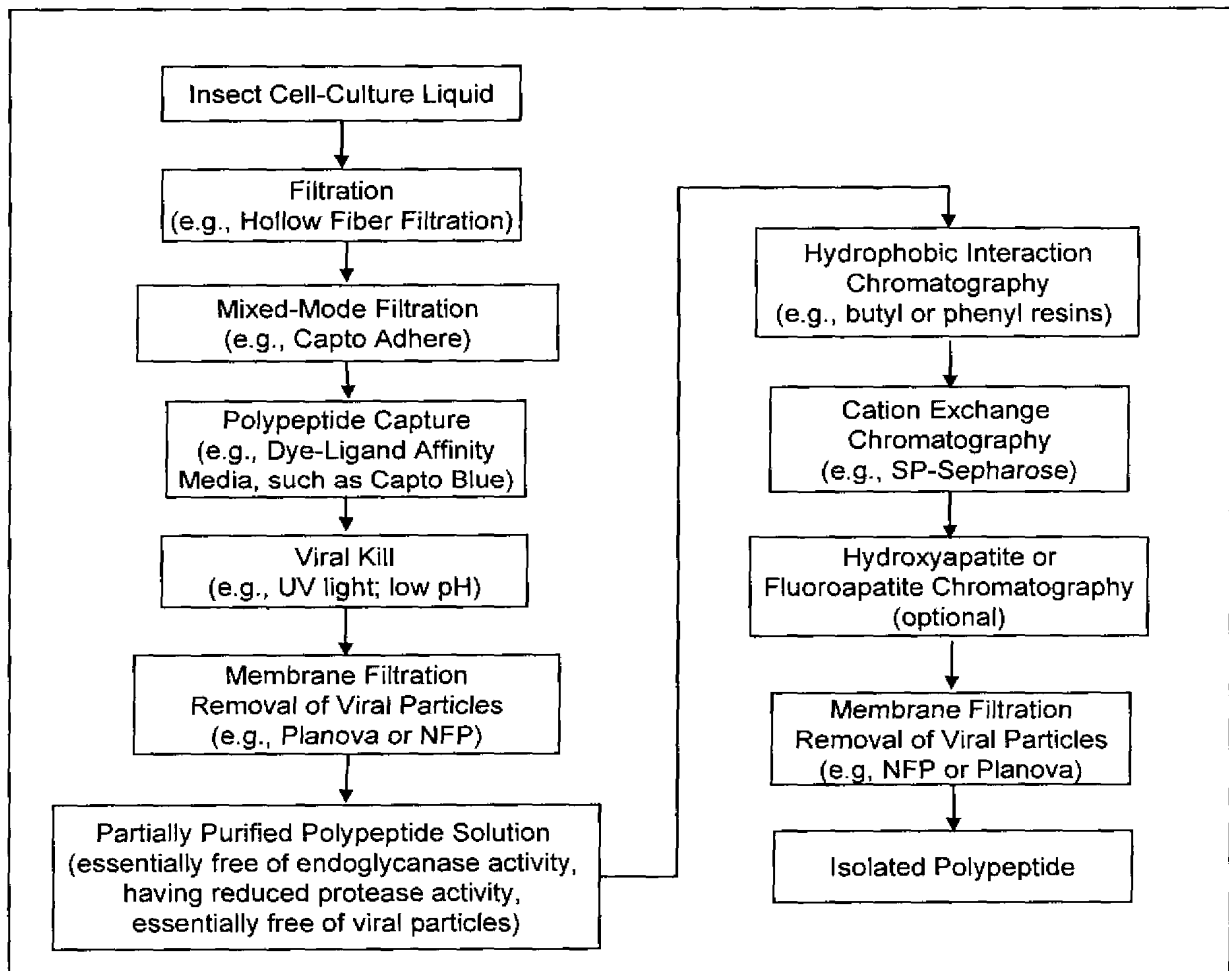 Insect Cell-Culture Liquid
Filtration
(e.g., Hollow Fiber Filtration)
Mixed-Mode Filtration
(e.g., Capto Adhere)
Polypeptide Capture
(e.g., Dye-Ligand Affinity
Media, such as Capto Blue)
Viral Kill
(e.g., UV light; low pH)
Membrane Filtration
Removal of Viral Particles
(e.g., Planova or NFP)
Partially Purified Polypeptide Solution
(essentially free of endoglycanase activity,
having reduced protease activity,
essentially free of viral particles)
Hydrophobic Interaction
Chromatography
(e.g., butyl or phenyl resins)
Cation Exchange
Chromatography
(e.g., SP-Sepharose)
Hydroxyapatite or
Fluoroapatite Chromatography
(optional)
Membrane Filtration
Removal of Viral Particles
(e.g, NFP or Planova)
Isolated Polypeptide